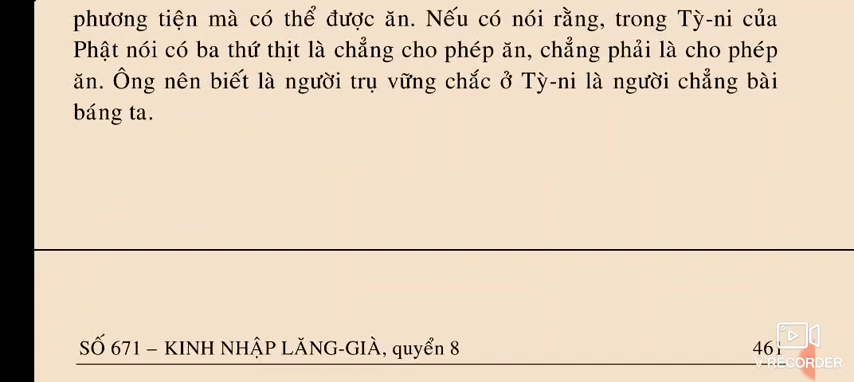 phương tiện mà có thể được ăn. Nếu có nói rằng, trong Tỳ-ni của
Phật nói có ba thứ thịt là chẳng cho phép ăn, chẳng phải là cho phép
ăn. Ông nên biết là người trụ vững chắc ở Tỳ-ni là người chẳng bài
báng ta.
SỐ 671 – KINH NHẬP LĂNG-GIÀ, quyển 8
461
V RECORDER